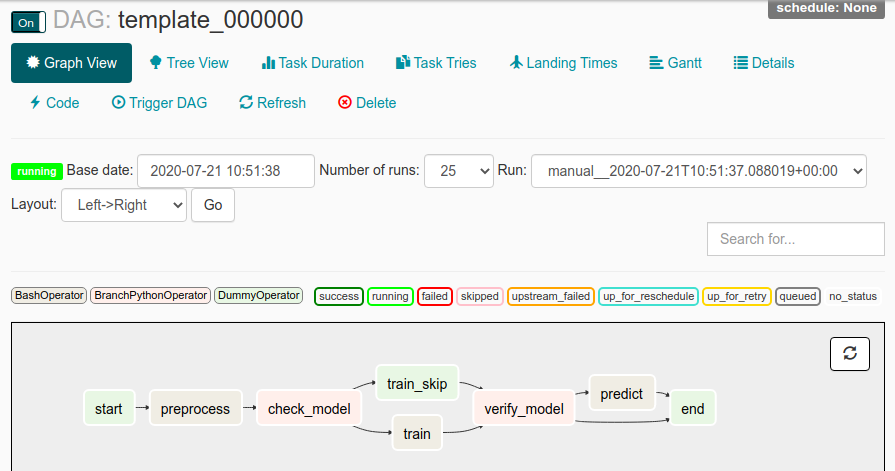 schedule: None
On DAG: template_000000
Graph View Tree View Task Duration Task Tries Landing Times Gantt Details
Code Trigger DAG Refresh Delete
running Base date: 2020-07-21 10:51:38 Number of runs: 25 Run: manual__2020-07-21T10:51:37.088019+00:00
Layout: Left->Right Go
Search for...
BashOperator BranchPythonOperator DummyOperator success running failed skipped upstream_failed up_for_reschedule up_for_retry queued no_status
start preprocess check_model train_skip train verify_model predict end